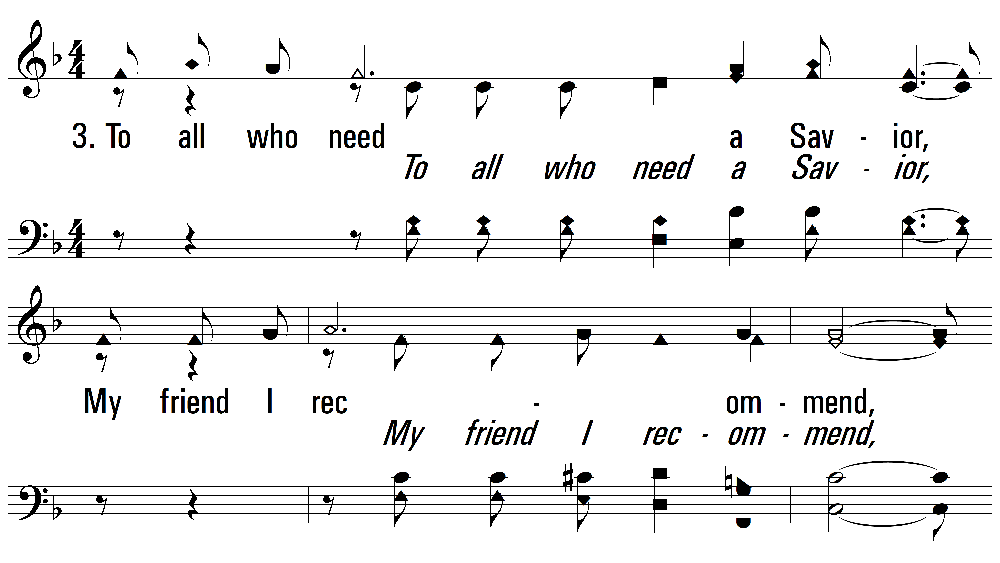 3. To all who need a Sav - ior,
To all who need a Sav - ior,
My friend I rec - om - mend,
My friend I rec - om - mend,